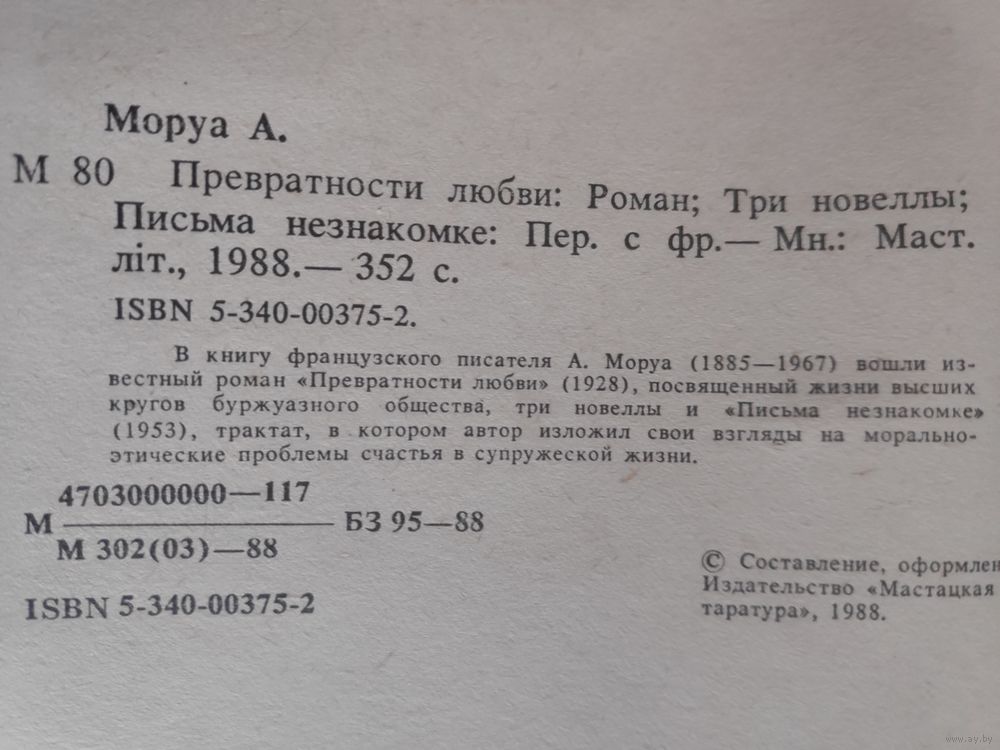 Моруа А.
М 80 Превратности любви: Роман; Три новеллы;
Письма незнакомке: Пер. с фр.— Мн.: Маст.
літ., 1988.— 352 с.
ISBN 5-340-00375-2.
В книгу французского писателя А. Моруа (1885—1967) вошли из-
вестный роман «Превратности любви» (1928), посвященный жизни высших
кругов буржуазного общества, три новеллы и «Письма незнакомке»
(1953), трактат, в котором автор изложил свои взгляды на морально-
этические проблемы счастья в супружеской жизни.
4703000000—117
М
БЗ 95—88
М 302(03)—88
ISBN 5-340-00375-2
© Составление, оформлен
Издательство «Мастацкая
таратура», 1988.
www.ay.by